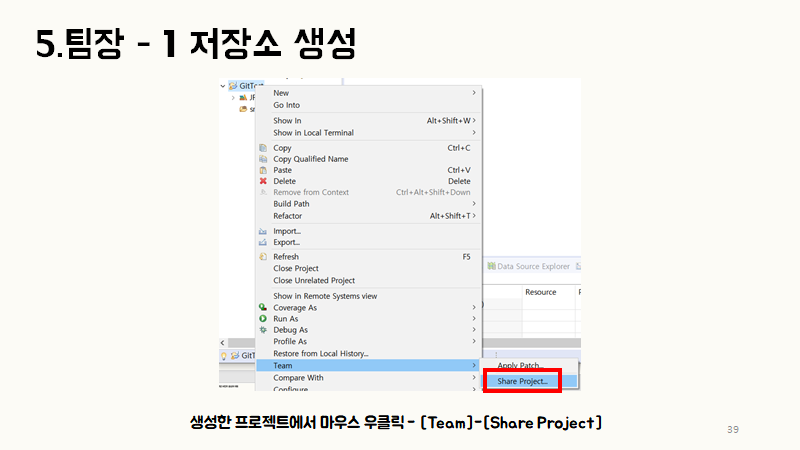 5.팀장 - 1 저장소 생성
New
Go Into
Show In Alt+Shift+W
Show in Local Terminal
Copy Ctrl+C
Copy Qualified Name
Paste Ctrl+V
Delete Delete
Remove from Context Ctrl+Alt+Shift+Down
Build Path
Refactor Alt+Shift+T
Import...
Export...
Refresh F5
Close Project
Close Unrelated Project
Data Source Explorer
Resource
Show in Remote Systems view
Coverage As
Run As
Debug As
Profile As
Restore from Local History...
Team
Apply Patch...
Compare With
Share Project...
Configure
생성한 프로젝트에서 마우스 우클릭 - [Team]-[Share Project]
39